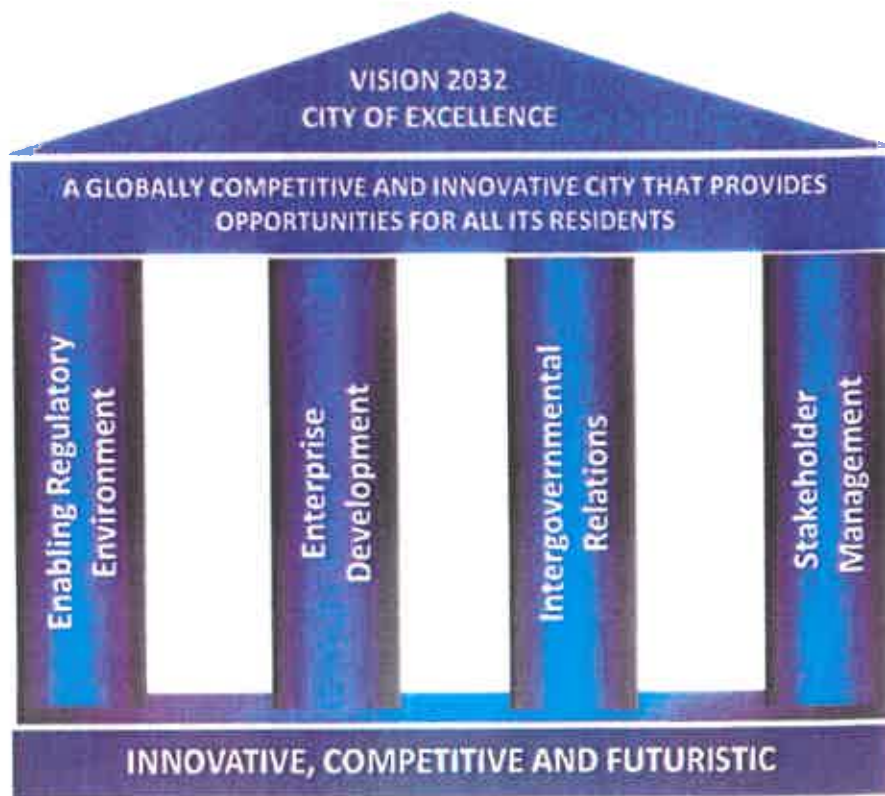 VISION 2032
CITY OF EXCELLENCE
A GLOBALLY COMPETITIVE AND INNOVATIVE CITY THAT PROVIDES
OPPORTUNITIES FOR ALL ITS RESIDENTS
Enabling Regulatory
Environment
Enterprise
Development
Intergovernmental
Relations
Stakeholder
Management
INNOVATIVE, COMPETITIVE AND FUTURISTIC